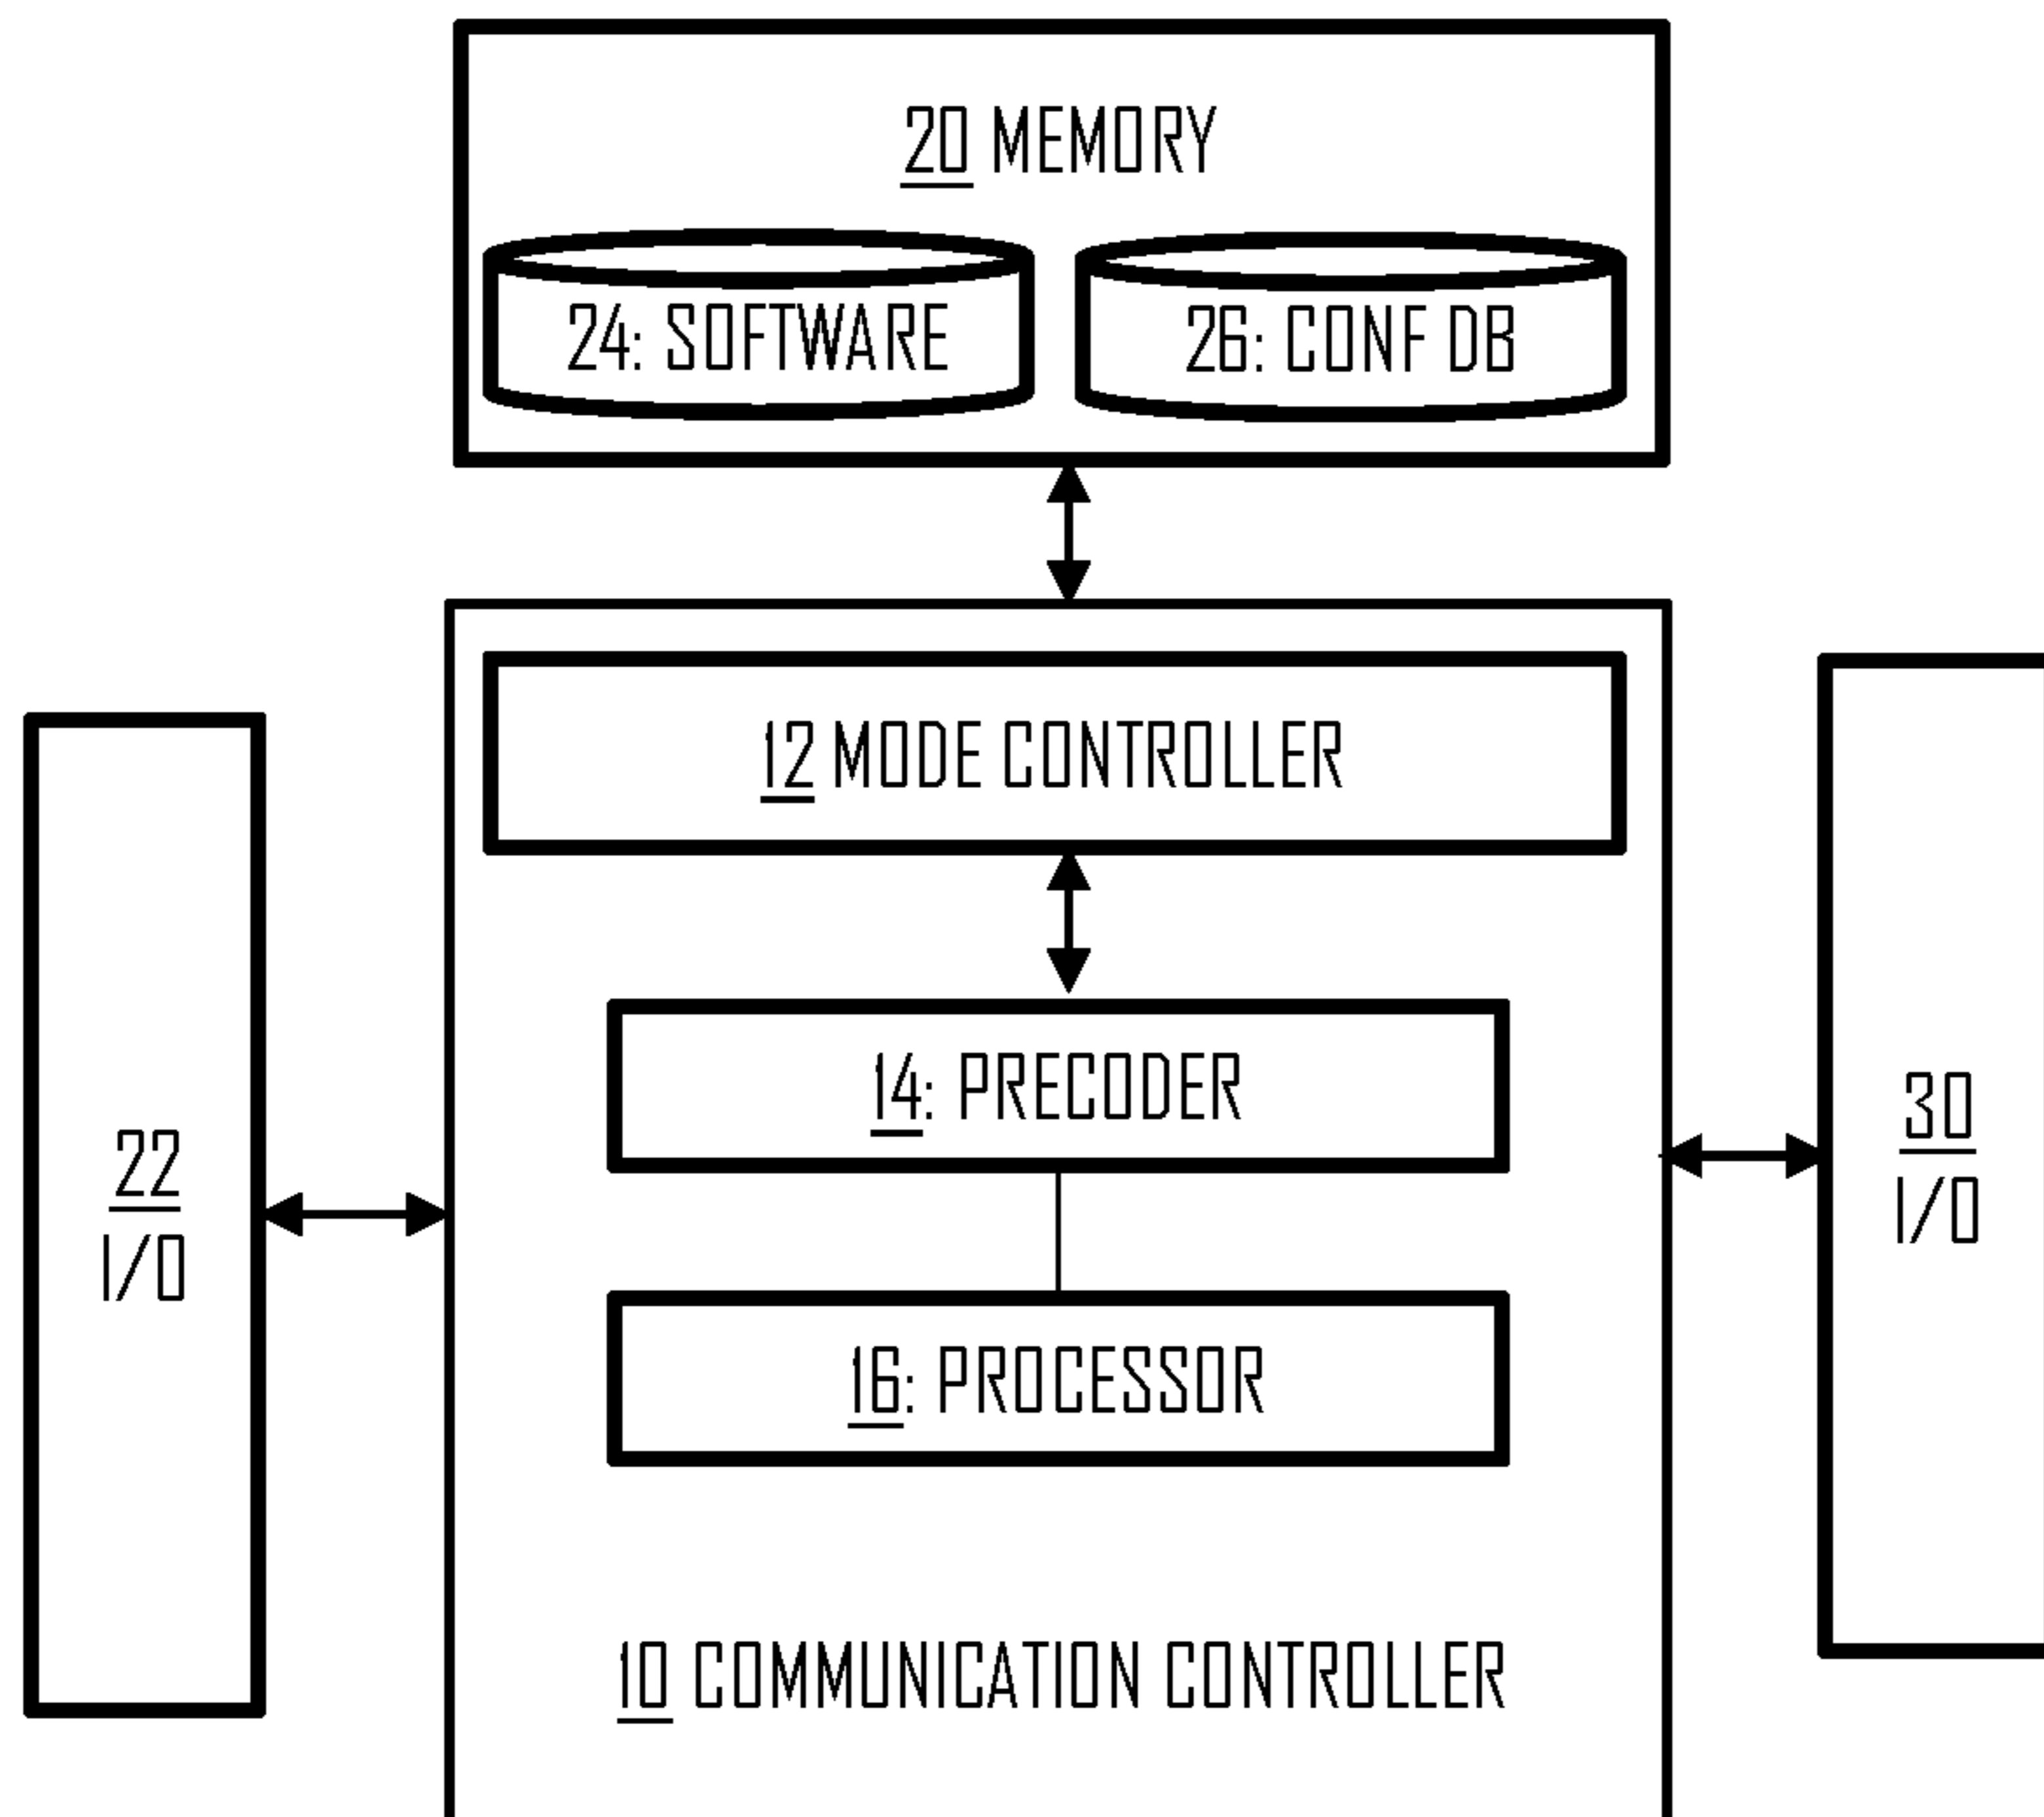 20 MEMORY
24: SOFTWARE
26: CONF DB
12 MODE CONTROLLER
14: PRECODER
22
I/O
30
I/O
16: PROCESSOR
10 COMMUNICATION CONTROLLER